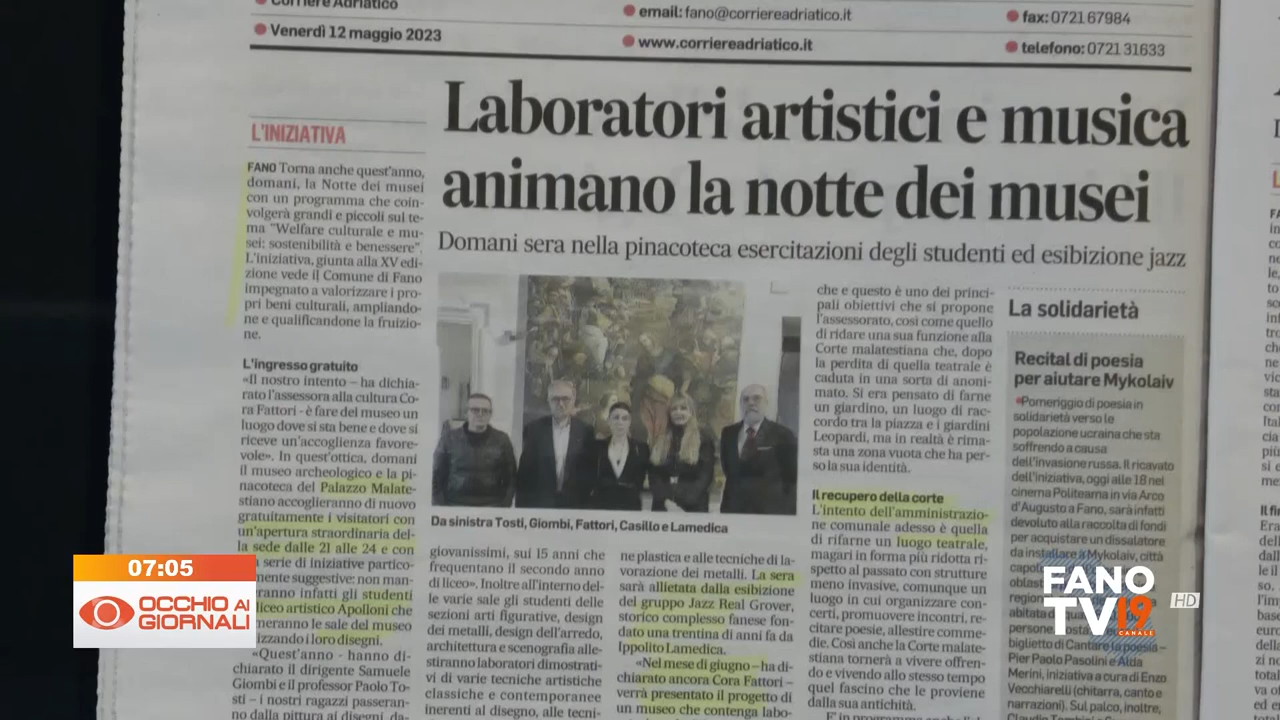 Corriere Adriatico
Venerdì 12 maggio 2023
email: fano@corriereadriatico.it
www.corriereadriatico.it
fax: 0721 67984
telefono: 0721 31633
L'INIZIATIVA
Laboratori artistici e musica
animano la notte dei musei
Domani sera nella pinacoteca esercitazioni degli studenti ed esibizione jazz
FANO Torna anche quest'anno,
domani, la Notte dei musei
con un programma che coin-
volgerà grandi e piccoli sul te-
ma "Welfare culturale e mu-
sei: sostenibilità e benessere".
L'iniziativa, giunta alla XV edi-
zione vede il Comune di Fano
impegnato a valorizzare i pro-
pri beni culturali, ampliando-
ne e qualificandone la fruizio-
ne.
L'ingresso gratuito
«Il nostro intento – ha dichia-
rato l'assessora alla cultura Co-
ra Fattori - è fare del museo un
luogo dove si sta bene e dove si
riceve un'accoglienza favore-
vole». In quest'ottica, domani
il museo archeologico e la pi-
nacoteca del Palazzo Malate-
stiano accoglieranno di nuovo
gratuitamente i visitatori con
un'apertura straordinaria del-
la sede dalle 21 alle 24 e con
serie di iniziative partico-
mente suggestive: non man-
ranno infatti gli studenti
liceo artistico Apolloni che
neranno le sale del museo
izzando i loro disegni.
«Quest'anno - hanno di-
chiarato il dirigente Samuele
Giombi e il professor Paolo To-
sti - i nostri ragazzi passeran-
no dalla pittura ai disegni, da-
Da sinistra Tosti, Giombi, Fattori, Casillo e Lamedica
giovanissimi, sui 15 anni che
frequentano il secondo anno
di liceo». Inoltre all'interno del-
le varie sale gli studenti delle
sezioni arti figurative, design
dei metalli, design dell'arredo,
architettura e scenografia alle-
stiranno laboratori dimostrati-
vi di varie tecniche artistiche
classiche e contemporanee
inerenti al disegno, alle tecni-
ne plastica e alle tecniche di la-
vorazione dei metalli. La sera
sarà allietata dalla esibizione
del gruppo Jazz Real Grover,
storico complesso fanese fon-
dato una trentina di anni fa da
Ippolito Lamedica.
«Nel mese di giugno – ha di-
chiarato ancora Cora Fattori –
verrà presentato il progetto di
un museo che contenga labo-
che e questo è uno dei princi-
pali obiettivi che si propone
l'assessorato, così come quello
di ridare una sua funzione alla
Corte malatestiana che, dopo
la perdita di quella teatrale è
caduta in una sorta di anoni-
mato. Si era pensato di farne
un giardino, un luogo di rac-
cordo tra la piazza e i giardini
Leopardi, ma in realtà è rima-
sta una zona vuota che ha per-
so la sua identità.
Il recupero della corte
L'intento dell'amministrazio-
ne comunale adesso è quella
di rifarne un luogo teatrale,
magari in forma più ridotta ri-
spetto al passato con strutture
meno invasive, comunque un
luogo in cui organizzare con-
certi, promuovere incontri, re-
citare poesie, allestire comme-
die. Così anche la Corte malate-
stiana tornerà a vivere offren-
do e vivendo allo stesso tempo
quel fascino che le proviene
dalla sua antichità.
La solidarietà
Recital di poesia
per aiutare Mykolaiv
Pomeriggio di poesia in
solidarietà verso le
popolazione ucraina che sta
soffrendo a causa
dell'invasione russa. Il ricavato
dell'iniziativa, oggi alle 18 nel
cinema Politeama in via Arco
d'Augusto a Fano, sarà infatti
devoluto alla raccolta di fondi
per acquistare un dissalatore
da installare a Mykolaiv, città
biglietto di Cantare la poesia –
Pier Paolo Pasolini e Alda
Merini, iniziativa a cura di Enzo
Vecchiarelli (chitarra, canto e
narrazioni). Sul palco, inoltre,
07:05
OCCHIO AI
GIORNALI
FANO
TV19
CANALE
HD